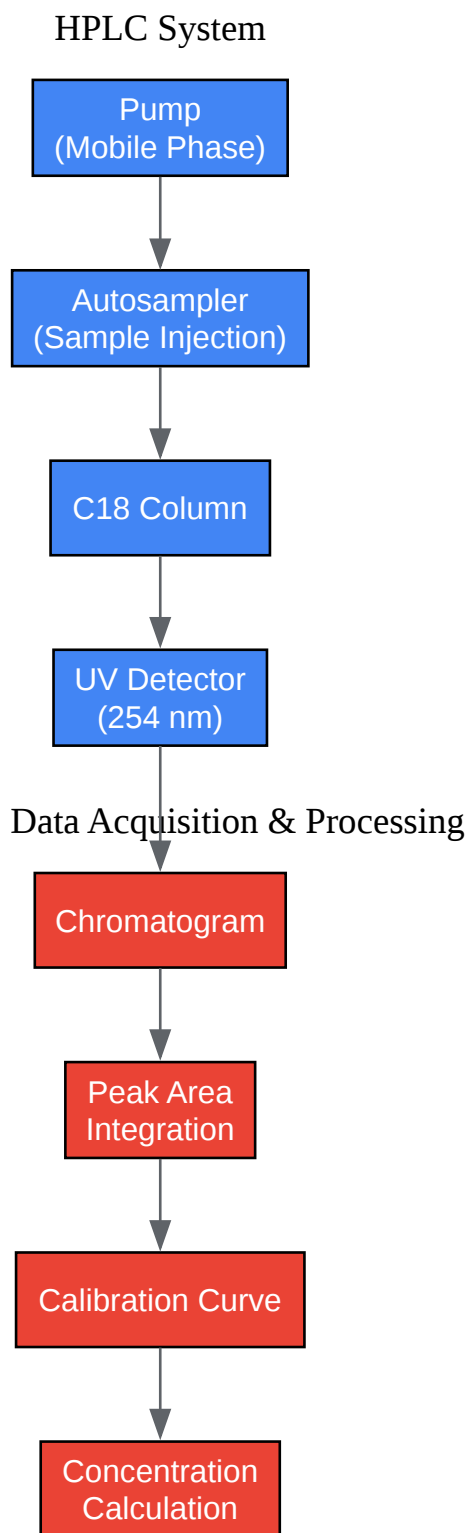 HPLC System
Pump
(Mobile Phase)
Autosampler
(Sample Injection)
C18 Column
UV Detector
(254 nm)
Data Acquisition & Processing
Chromatogram
Peak Area
Integration
Calibration Curve
Concentration
Calculation